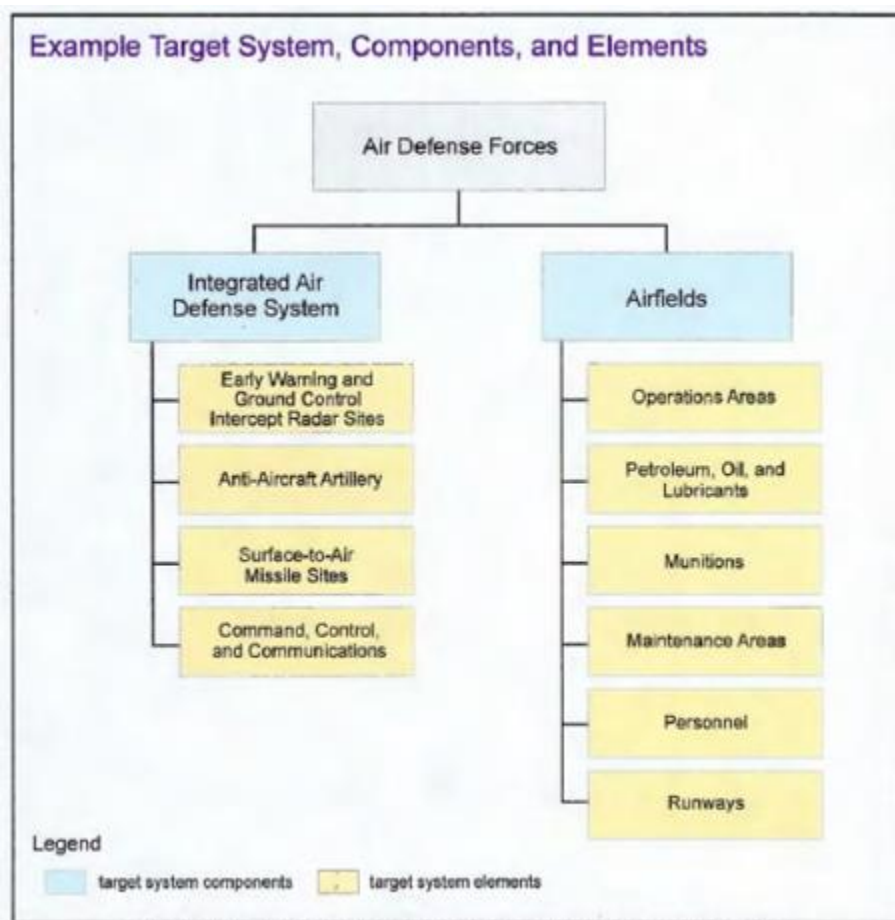 Example Target System, Components, and Elements
Air Defense Forces
Integrated Air
Defense System
Early Warning and
Ground Control
Intercept Radar Sites
Anti-Aircraft Artillery
Surface-to-Air
Missile Sites
Command, Control,
and Communications
Airfields
Operations Areas
Petroleum, Oil, and
Lubricants
Munitions
Maintenance Areas
Personnel
Runways
Legend
target system components
target system elements